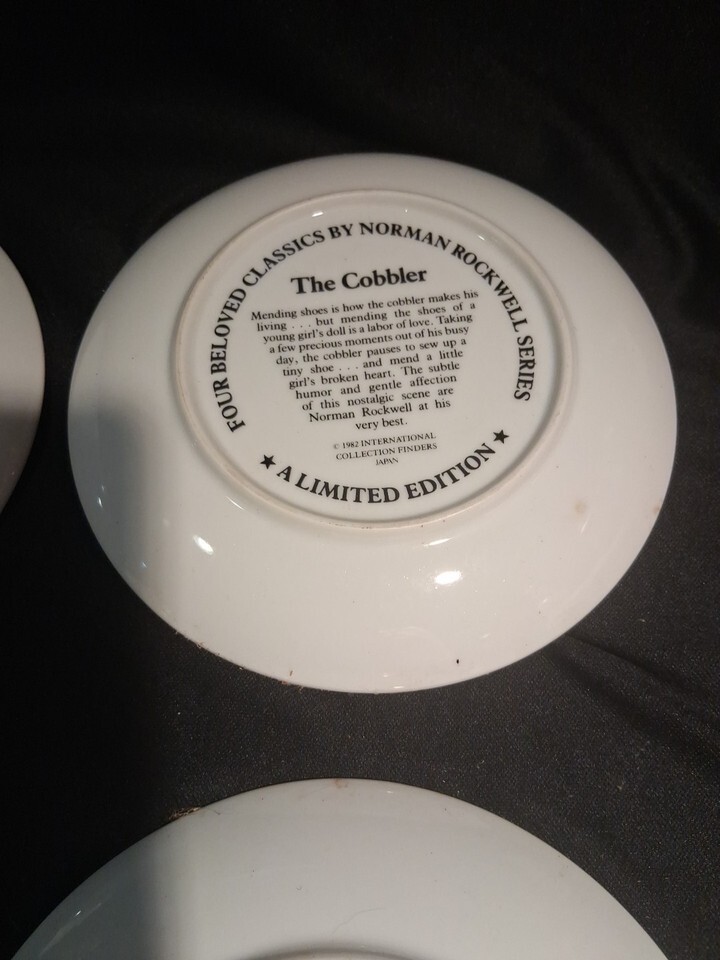 FOUR BELOVED CLASSICS BY NORMAN ROCKWELL SERIES
The Cobbler
Mending shoes is how the cobbler makes his
living . . . but mending the shoes of a
young girl's doll is a labor of love. Taking
a few precious moments out of his busy
day, the cobbler pauses to sew up a
tiny shoe . . . and mend a little
girl's broken heart. The subtle
humor and gentle affection
of this nostalgic scene are
Norman Rockwell at his
very best.
© 1982 INTERNATIONAL
COLLECTION FINDERS
JAPAN
★ A LIMITED EDITION ★